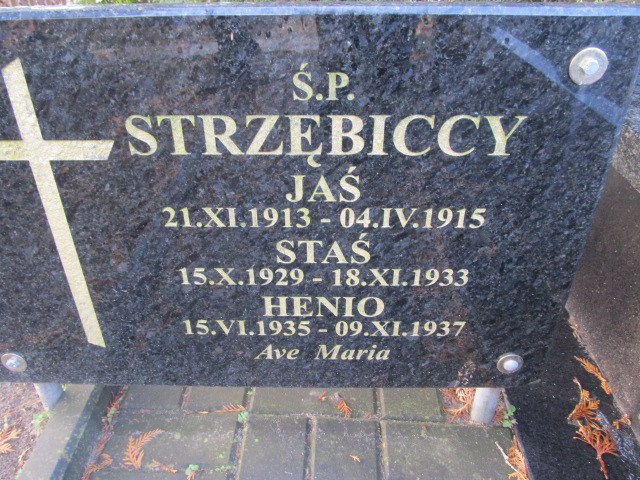 Ś.P.
STRZĘBICCY
JAŚ
21.XI.1913 - 04.IV.1915
STAŚ
15.X.1929 - 18.XI.1933
HENIO
15.VI.1935 - 09.XI.1937
Ave Maria